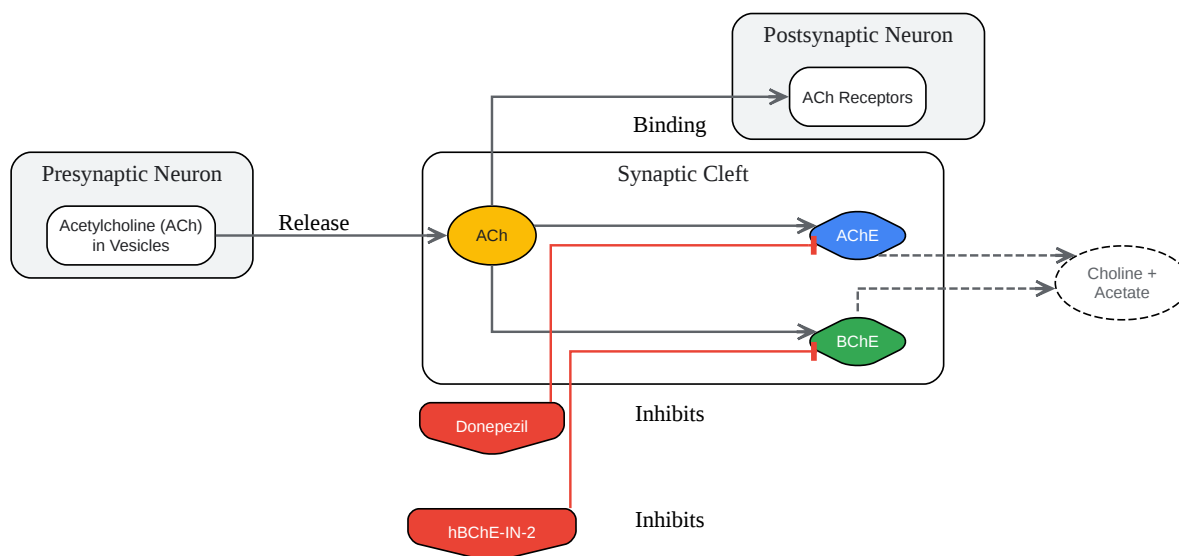 Postsynaptic Neuron
ACh Receptors
Binding
Presynaptic Neuron
Acetylcholine (ACh)
in Vesicles
Release
Synaptic Cleft
ACh
AChE
BChE
Choline +
Acetate
Donepezil
Inhibits
hBChE-IN-2
Inhibits